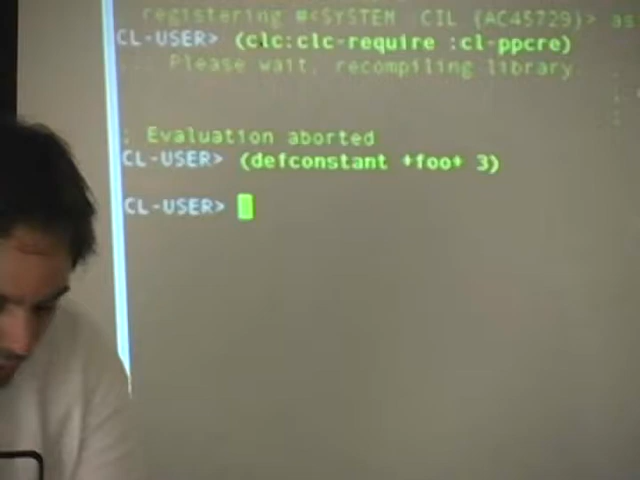 registering #<SYSTEM CIL {AC45729}> as
CL-USER> (clc:clc-require :cl-ppcre)
;;; Please wait, recompiling library
; Evaluation aborted
CL-USER> (defconstant +foo+ 3)
CL-USER>